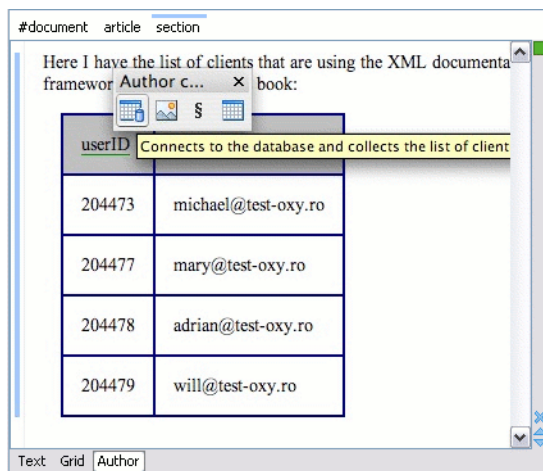 #document article section
Here I have the list of clients that are using the XML documenta
framewor book:
Author c...
§
userID
Connects to the database and collects the list of client
204473 michael@test-oxy.ro
204477 mary@test-oxy.ro
204478 adrian@test-oxy.ro
204479 will@test-oxy.ro
Text Grid Author